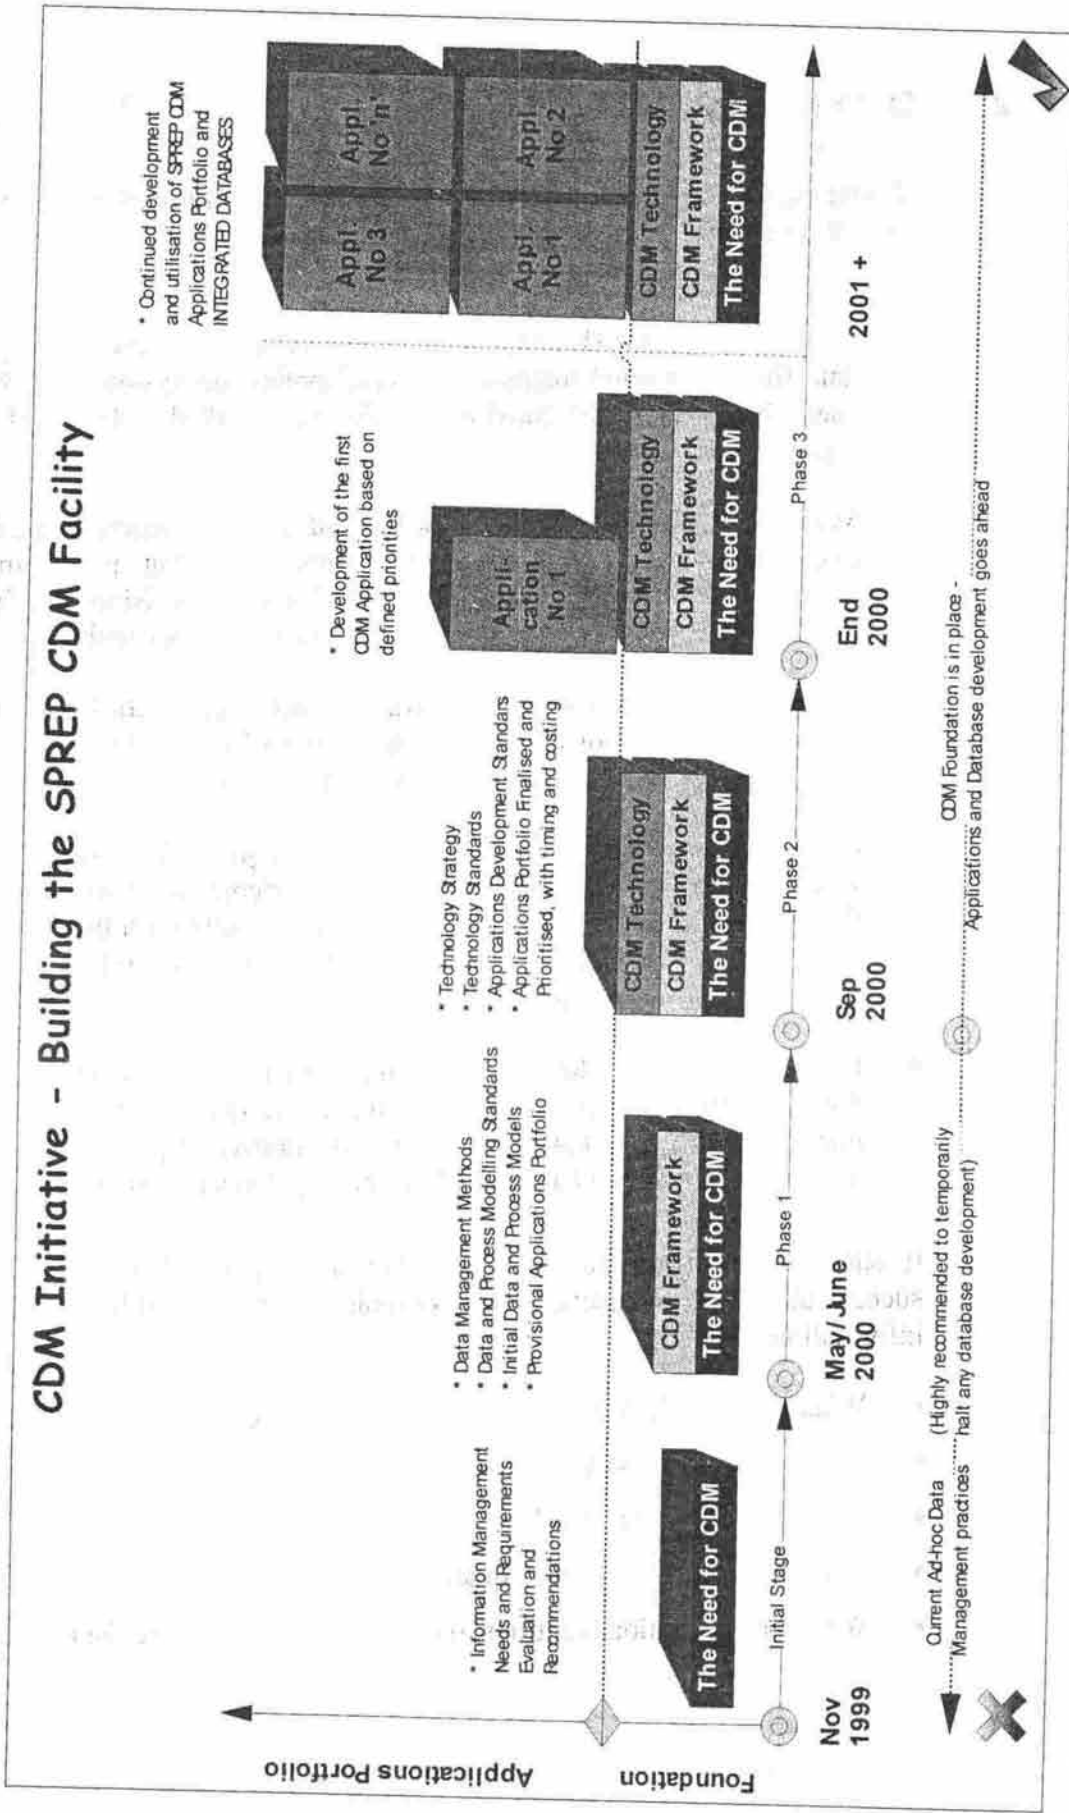 CDM Initiative - Building the SPREP CDM Facility
* Continued development
and utilisation of SPREP CDM
Applications Portfolio and
INTEGRATED DATABASES
* Development of the first
CDM Application based on
defined priorities
* Technology Strategy
* Technology Standards
* Applications Development Standars
* Applications Portfolio Finalised and
Prioritised, with timing and costing
* Data Management Methods
* Data and Process Modelling Standards
* Initial Data and Process Models
* Provisional Applications Portfolio
* Information Management
Needs and Requirements
Evaluation and
Recommendations
Applications Portfolio
Foundation
The Need for CDM
CDM Framework
The Need for CDM
CDM Technology
CDM Framework
The Need for CDM
Appli-
cation
No 1
CDM Technology
CDM Framework
The Need for CDM
Appl.
No 3
Appl.
No 'n'
Appl.
No 1
Appl.
No 2
CDM Technology
CDM Framework
The Need for CDM
Initial Stage
Phase 1
Phase 2
Phase 3
Nov
1999
May/June
2000
Sep
2000
End
2000
2001 +
Current Ad-hoc Data
Management practices
(Highly recommended to temporarily
halt any database development)
CDM Foundation is in place -
Applications and Database development goes ahead